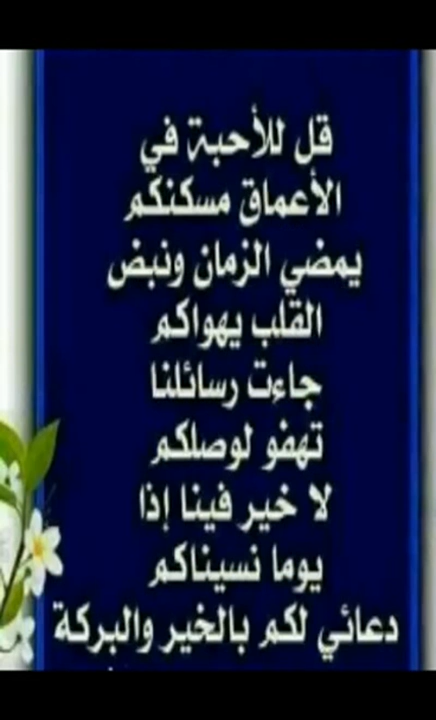 قل للأحبة في
الأعماق مسكنكم
يمضي الزمان ونبض
القلب يهواكم
جاءت رسائلنا
تهفو لوصلكم
لا خير فينا إذا
يوما نسيناكم
دعائي لكم بالخير والبركة